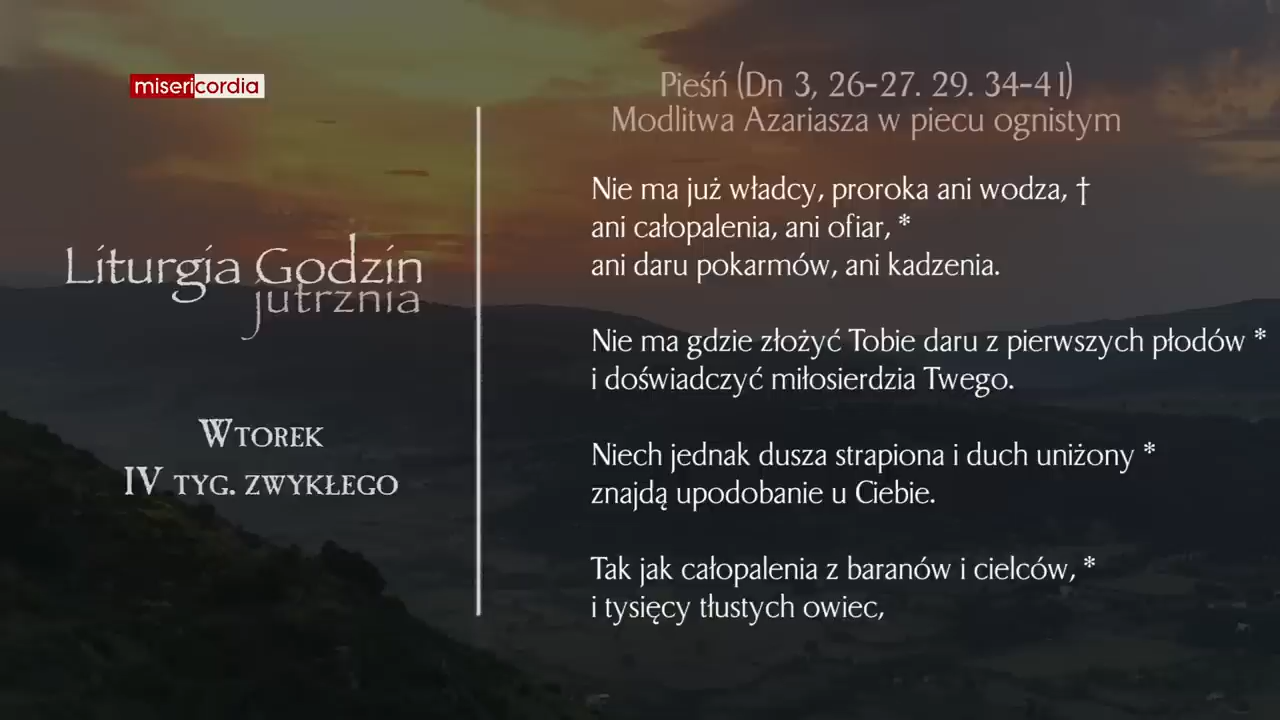 misericordia
Liturgia Godzin
jutrznia
Wtorek
IV tyg. zwykłego
Pieśń (Dn 3, 26-27. 29. 34-41)
Modlitwa Azariasza w piecu ognistym
Nie ma już władcy, proroka ani wodza, †
ani całopalenia, ani ofiar, *
ani daru pokarmów, ani kadzenia.
Nie ma gdzie złożyć Tobie daru z pierwszych płodów *
i doświadczyć miłosierdzia Twego.
Niech jednak dusza strapiona i duch uniżony *
znajdą upodobanie u Ciebie.
Tak jak całopalenia z baranów i cielców, *
i tysięcy tłustych owiec,